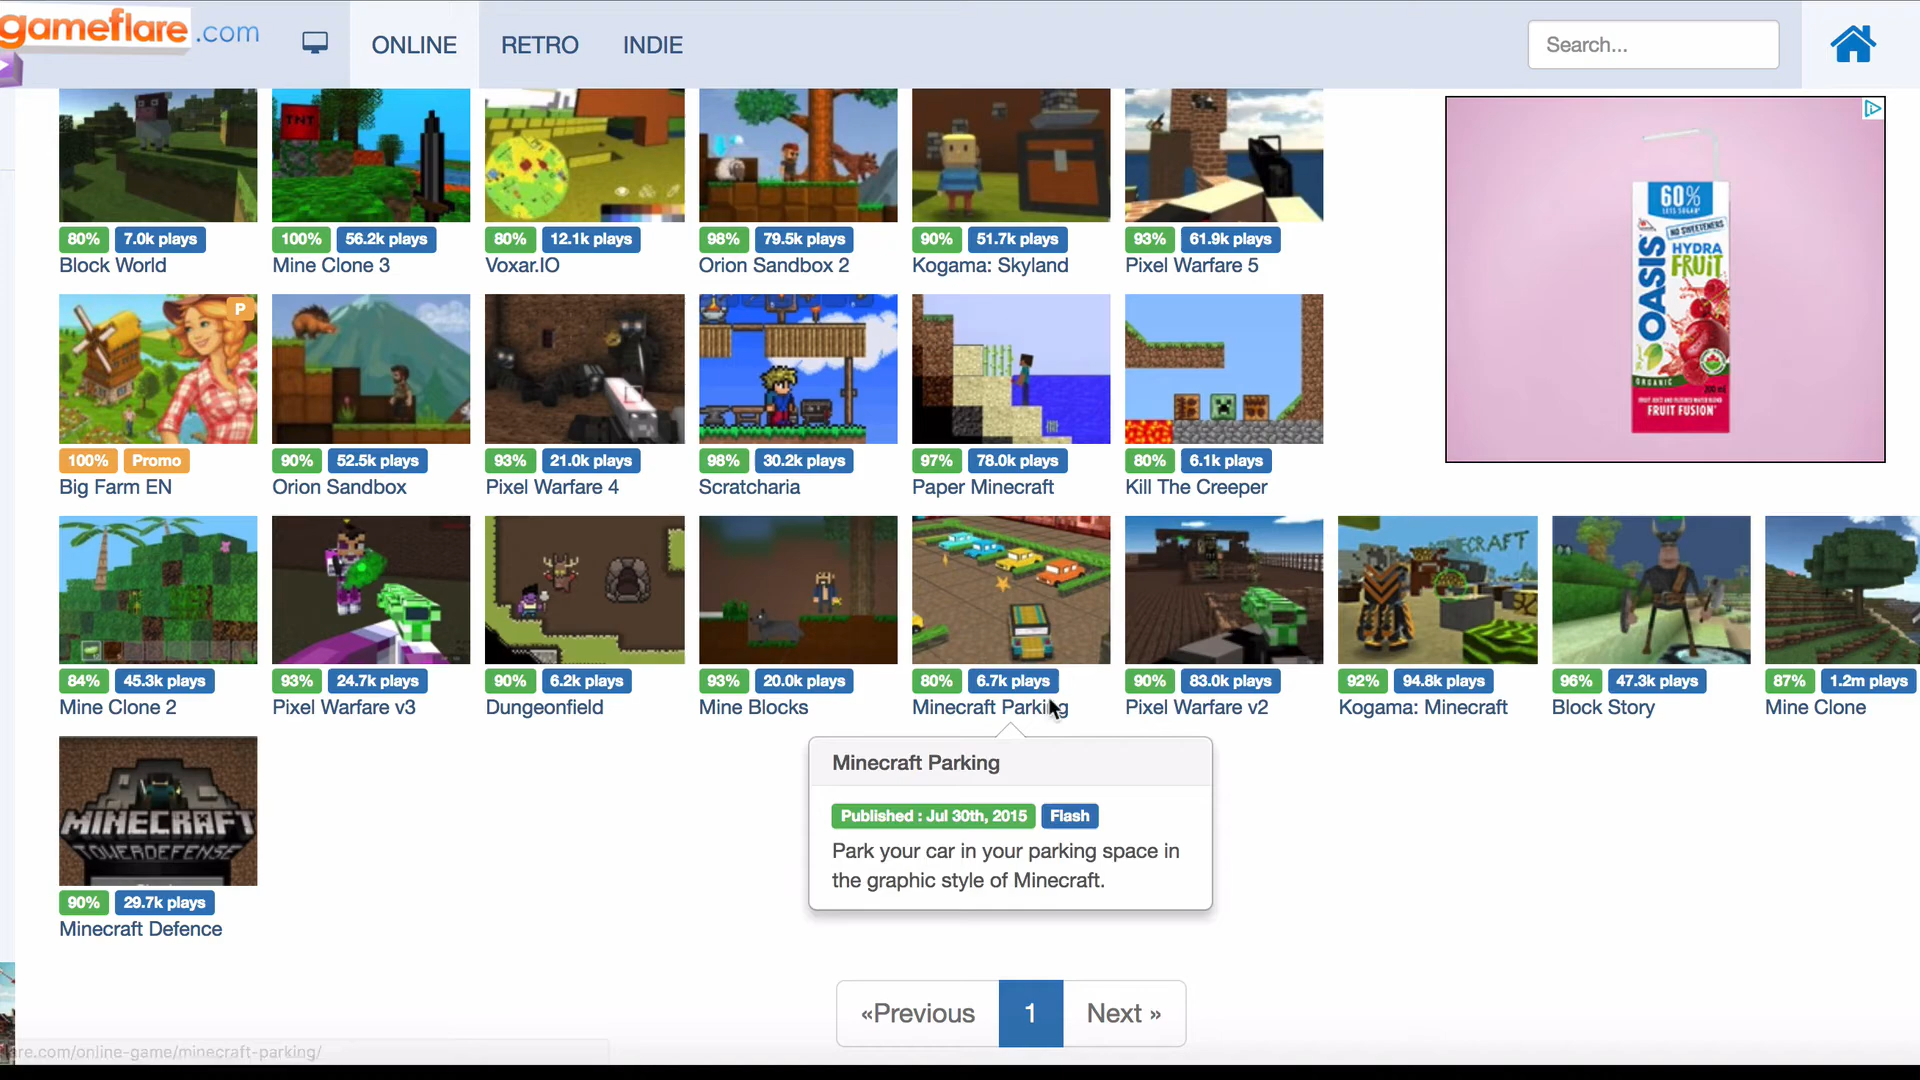 gameflare.com
ONLINE
RETRO
INDIE
Search...
TNT
80% 7.0k plays
Block World
100% 56.2k plays
Mine Clone 3
80% 12.1k plays
Voxar.IO
98% 79.5k plays
Orion Sandbox 2
90% 51.7k plays
Kogama: Skyland
93% 61.9k plays
Pixel Warfare 5
60%
LESS SUGAR*
NO SWEETENERS
OASIS
HYDRA
FRUIT
ORGANIC
FRUIT FUSION
P
100% Promo
Big Farm EN
90% 52.5k plays
Orion Sandbox
93% 21.0k plays
Pixel Warfare 4
98% 30.2k plays
Scratcharia
97% 78.0k plays
Paper Minecraft
80% 6.1k plays
Kill The Creeper
MINECRAFT
84% 45.3k plays
Mine Clone 2
93% 24.7k plays
Pixel Warfare v3
90% 6.2k plays
Dungeonfield
93% 20.0k plays
Mine Blocks
80% 6.7k plays
Minecraft Parking
90% 83.0k plays
Pixel Warfare v2
92% 94.8k plays
Kogama: Minecraft
96% 47.3k plays
Block Story
87% 1.2m plays
Mine Clone
MINECRAFT
TOWERDEFENSE
90% 29.7k plays
Minecraft Defence
Minecraft Parking
Published : Jul 30th, 2015 Flash
Park your car in your parking space in
the graphic style of Minecraft.
«Previous
1
Next »
re.com/online-game/minecraft-parking/